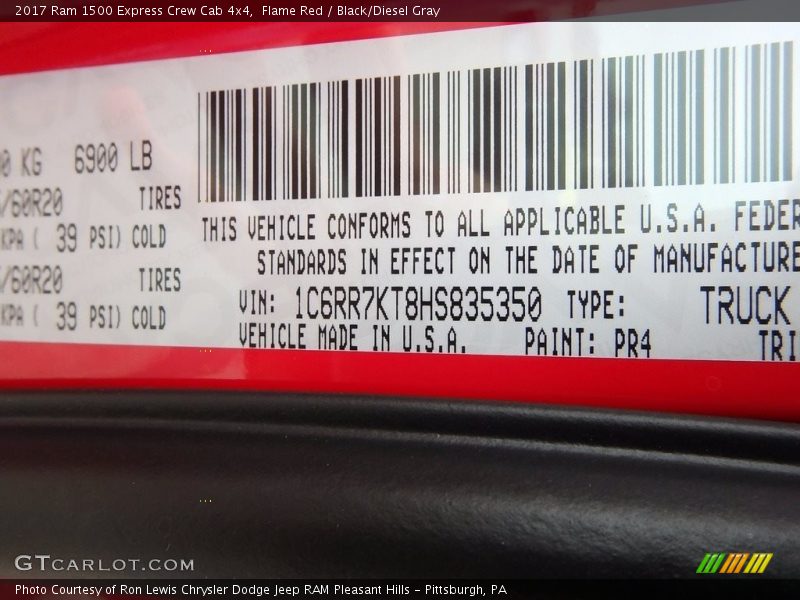 2017 Ram 1500 Express Crew Cab 4x4,  Flame Red / Black/Diesel Gray
0 KG 6900 LB
/60R20 TIRES
KPA ( 39 PSI) COLD
/60R20 TIRES
KPA ( 39 PSI) COLD
THIS VEHICLE CONFORMS TO ALL APPLICABLE U.S.A. FEDER
STANDARDS IN EFFECT ON THE DATE OF MANUFACTURE
VIN: 1C6RR7KT8HS835350 TYPE: TRUCK
VEHICLE MADE IN U.S.A. PAINT: PR4 TRI
GTCARLOT.COM
Photo Courtesy of Ron Lewis Chrysler Dodge Jeep RAM Pleasant Hills - Pittsburgh, PA